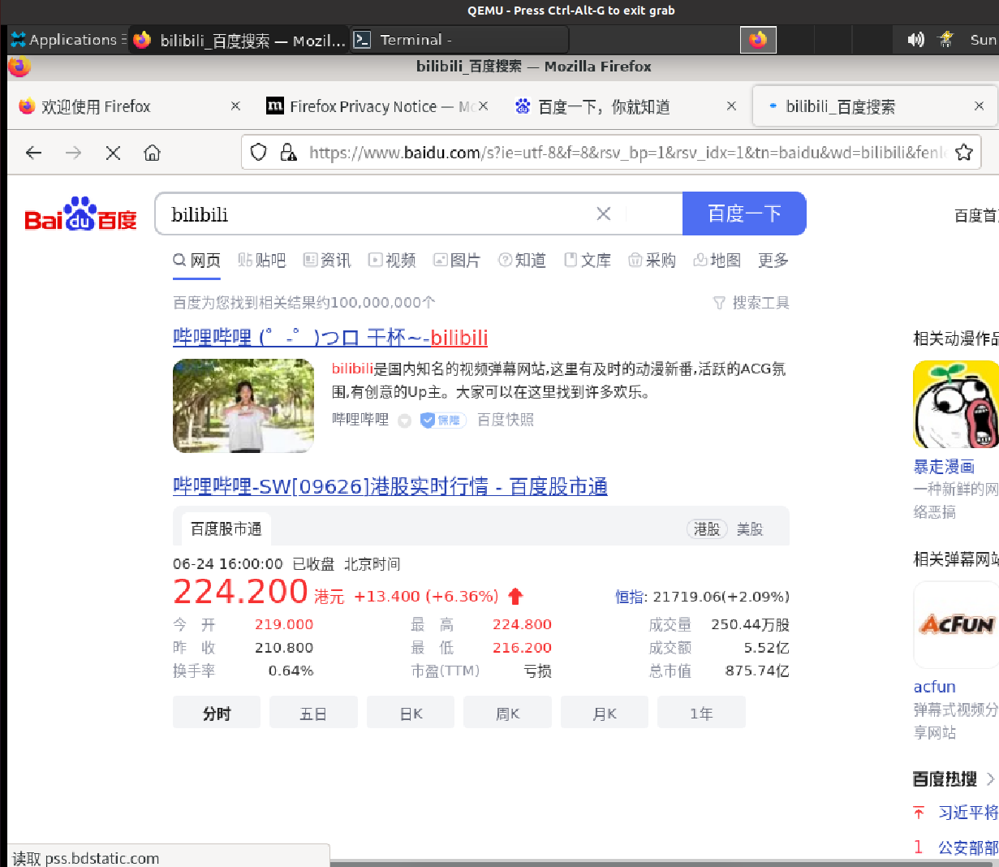 QEMU - Press Ctrl-Alt-G to exit grab
Applications
bilibili_百度搜索 — Mozil...
Terminal -
Sun
bilibili_百度搜索 — Mozilla Firefox
欢迎使用 Firefox
Firefox Privacy Notice — Mo
百度一下，你就知道
bilibili_百度搜索
https://www.baidu.com/s?ie=utf-8&f=8&rsv_bp=1&rsv_idx=1&tn=baidu&wd=bilibili&fenl
Bai du 百度
bilibili
百度一下
百度首
网页
贴吧
资讯
视频
图片
知道
文库
采购
地图
更多
百度为您找到相关结果约100,000,000个
搜索工具
哔哩哔哩 (゜-゜)つロ 干杯~-bilibili
bilibili是国内知名的视频弹幕网站,这里有及时的动漫新番,活跃的ACG氛
围,有创意的Up主。大家可以在这里找到许多欢乐。
哔哩哔哩
保障
百度快照
哔哩哔哩-SW[09626]港股实时行情 - 百度股市通
百度股市通
港股
美股
06-24 16:00:00 已收盘 北京时间
224.200 港元 +13.400 (+6.36%)
恒指: 21719.06(+2.09%)
今 开 219.000 最 高 224.800 成交量 250.44万股
昨 收 210.800 最 低 216.200 成交额 5.52亿
换手率 0.64% 市盈(TTM) 亏损 总市值 875.74亿
分时
五日
日K
周K
月K
1年
相关动漫作品
暴走漫画
一种新鲜的网
络恶搞
相关弹幕网站
ACFUN
acfun
弹幕式视频分
享网站
百度热搜
习近平将
1 公安部部
读取 pss.bdstatic.com